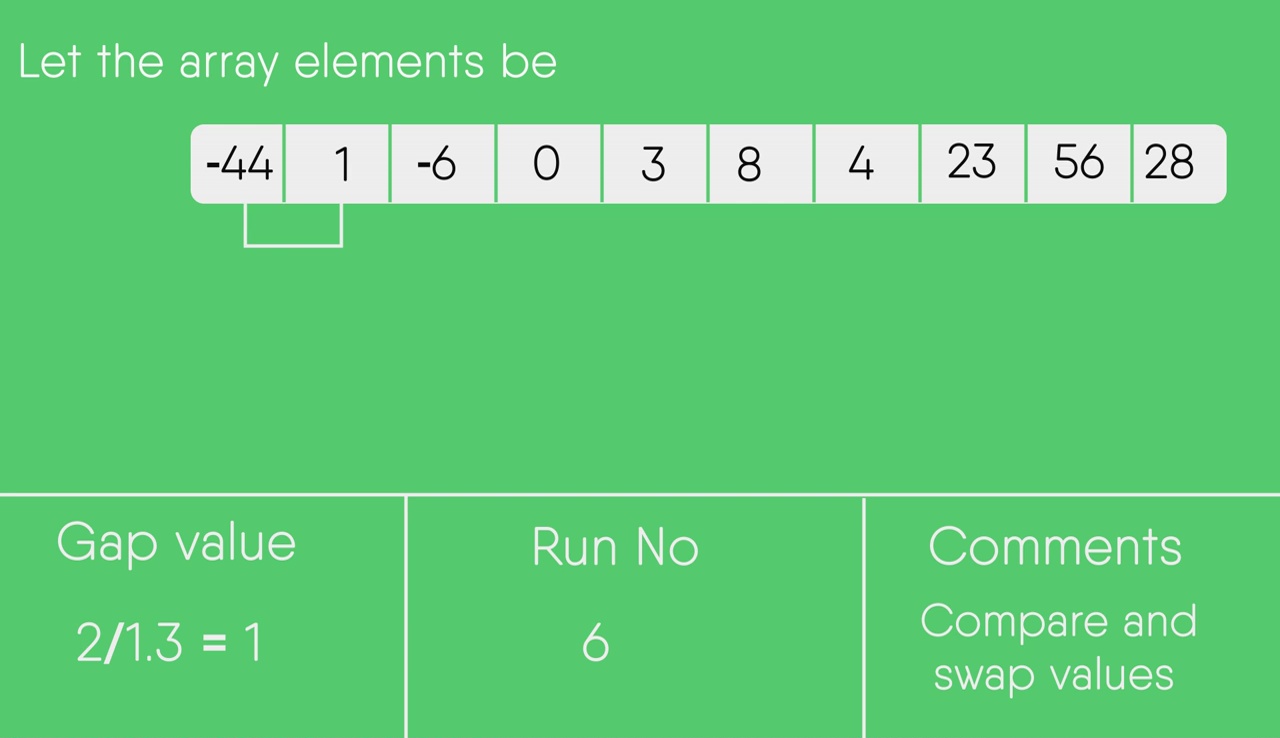 Let the array elements be
-44 1 -6 0 3 8 4 23 56 28
Gap value
2/1.3 = 1
Run No
6
Comments
Compare and
swap values